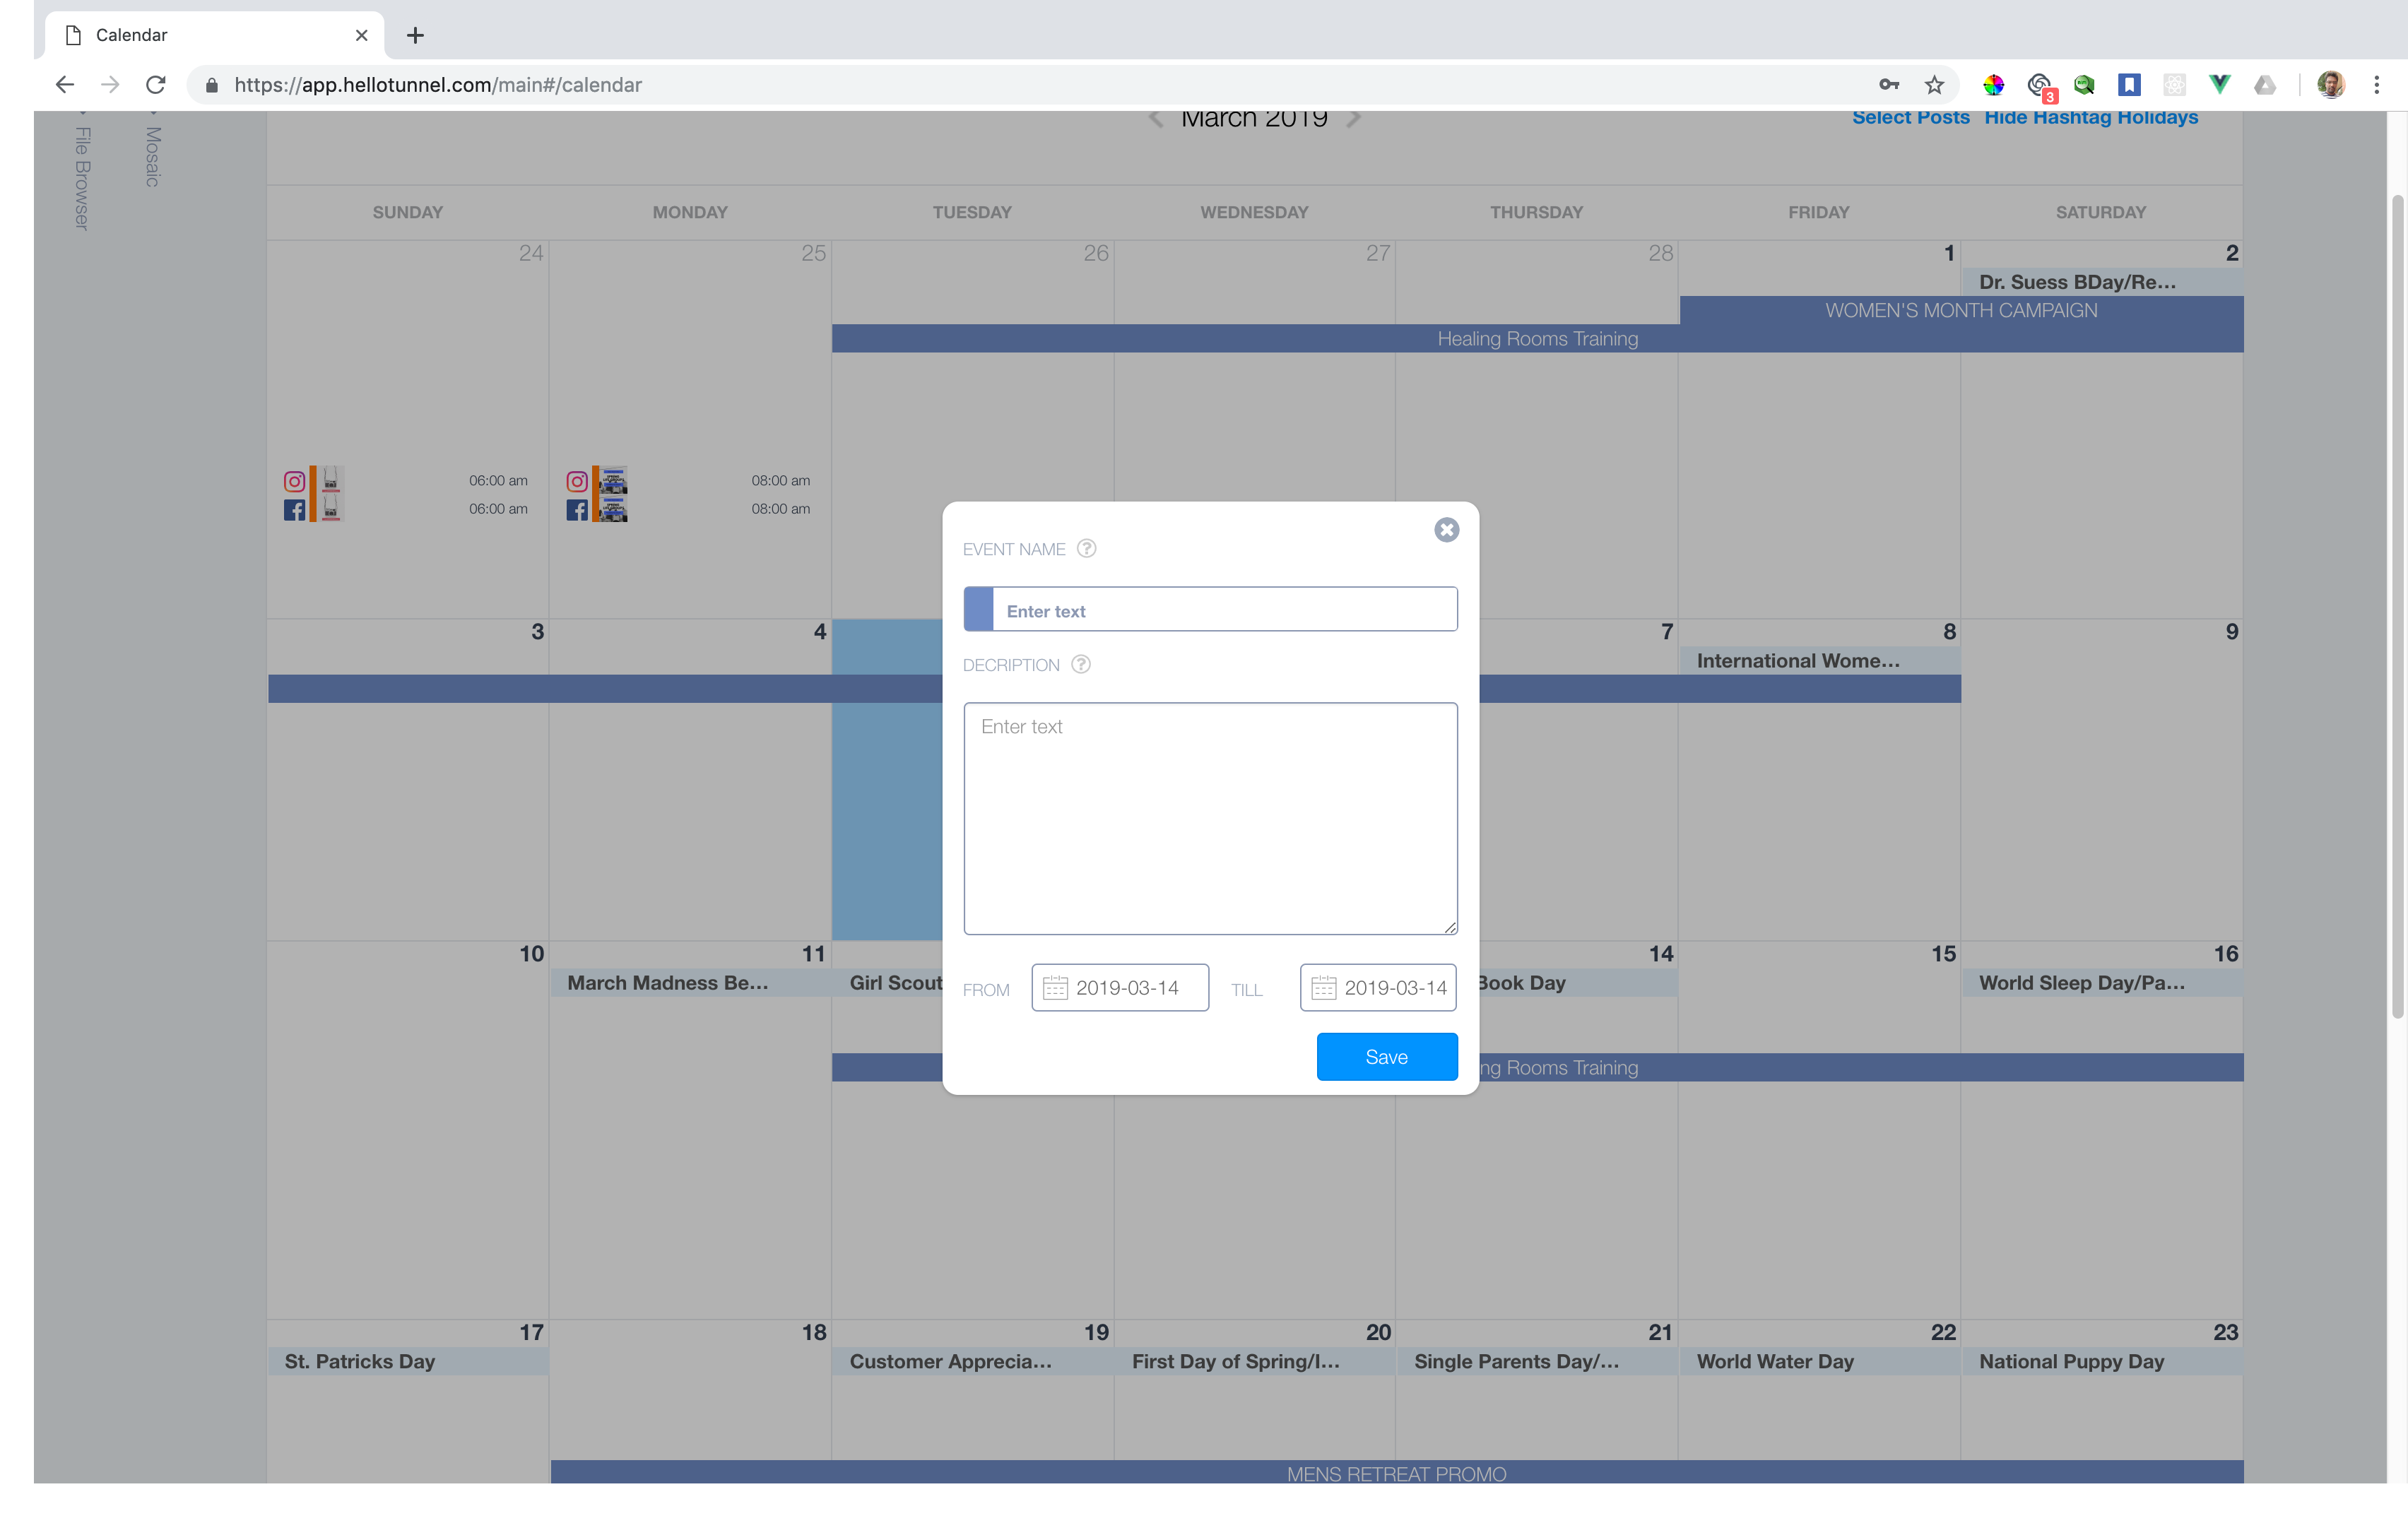 Calendar
https://app.hellotunnel.com/main#/calendar
3
File Browser
Mosaic
March 2019
Select Posts Hide Hashtag Holidays
SUNDAY MONDAY TUESDAY WEDNESDAY THURSDAY FRIDAY SATURDAY
24 25 26 27 28 1 2
Dr. Suess BDay/Re...
WOMEN'S MONTH CAMPAIGN
Healing Rooms Training
06:00 am 08:00 am
06:00 am 08:00 am
EVENT NAME ?
Enter text
DECRIPTION ?
Enter text
FROM 2019-03-14 TILL 2019-03-14
Save
3 4 7 8 9
International Wome...
10 11 14 15 16
March Madness Be... Girl Scout Book Day World Sleep Day/Pa...
ng Rooms Training
17 18 19 20 21 22 23
St. Patricks Day Customer Apprecia... First Day of Spring/I... Single Parents Day/... World Water Day National Puppy Day
MENS RETREAT PROMO